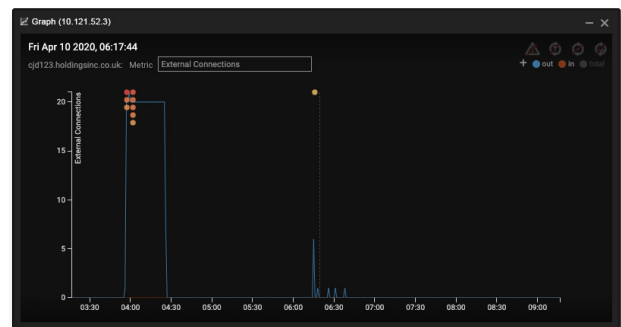 Graph (10.121.52.3)
Fri Apr 10 2020, 06:17:44
cjd123.holdingsinc.co.uk: Metric External Connections
+ out in total
External Connections
20
15
10
5
0
03:30 04:00 04:30 05:00 05:30 06:00 06:30 07:00 07:30 08:00 08:30 09:00